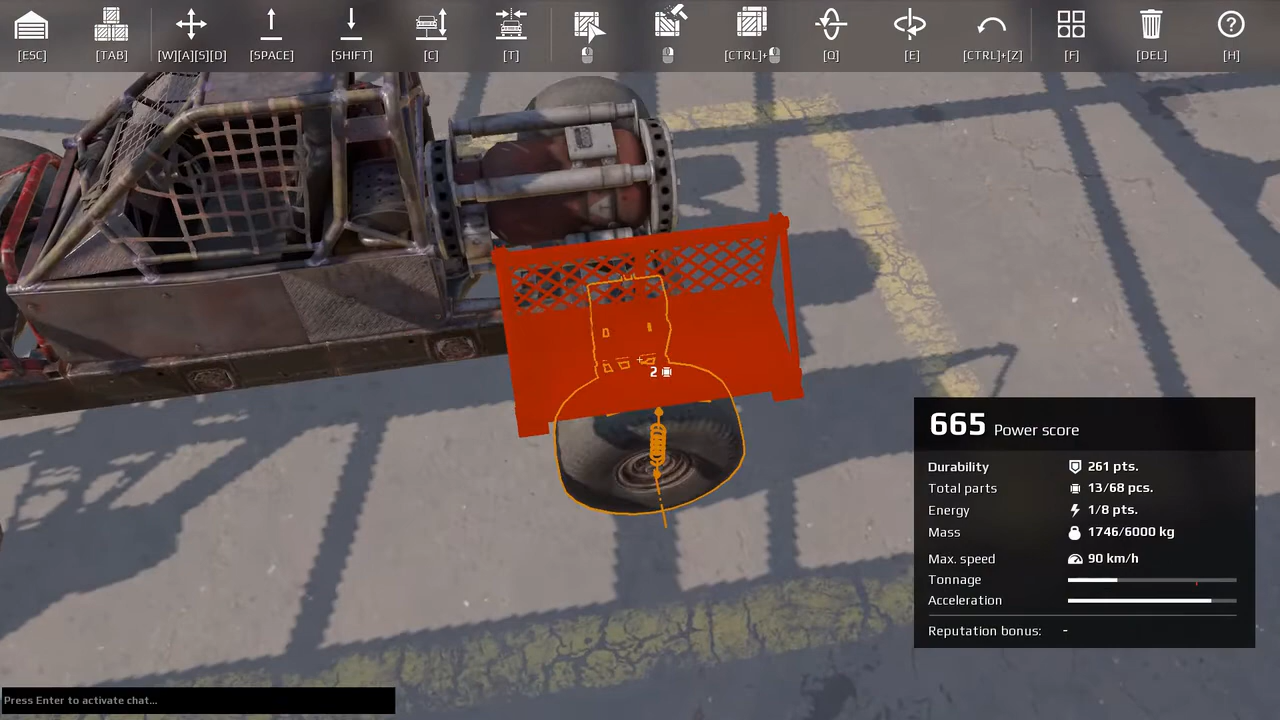 [ESC] [TAB] [W][A][S][D] [SPACE] [SHIFT] [C] [T] [CTRL]+ [Q] [E] [CTRL]+[Z] [F] [DEL] [H]
2
665 Power score
Durability 261 pts.
Total parts 13/68 pcs.
Energy 1/8 pts.
Mass 1746/6000 kg
Max. speed 90 km/h
Tonnage
Acceleration
Reputation bonus: -
Press Enter to activate chat...